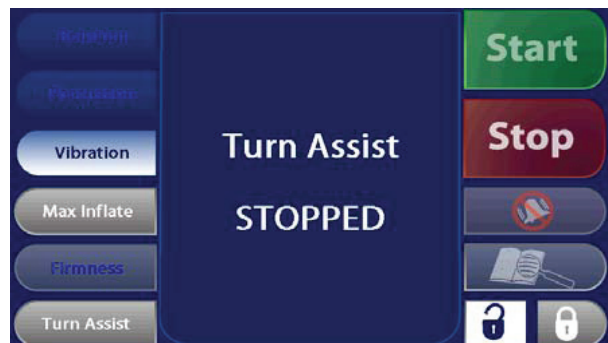 Vibration
Max Inflate
Firmness
Turn Assist
Turn Assist
STOPPED
Start
Stop